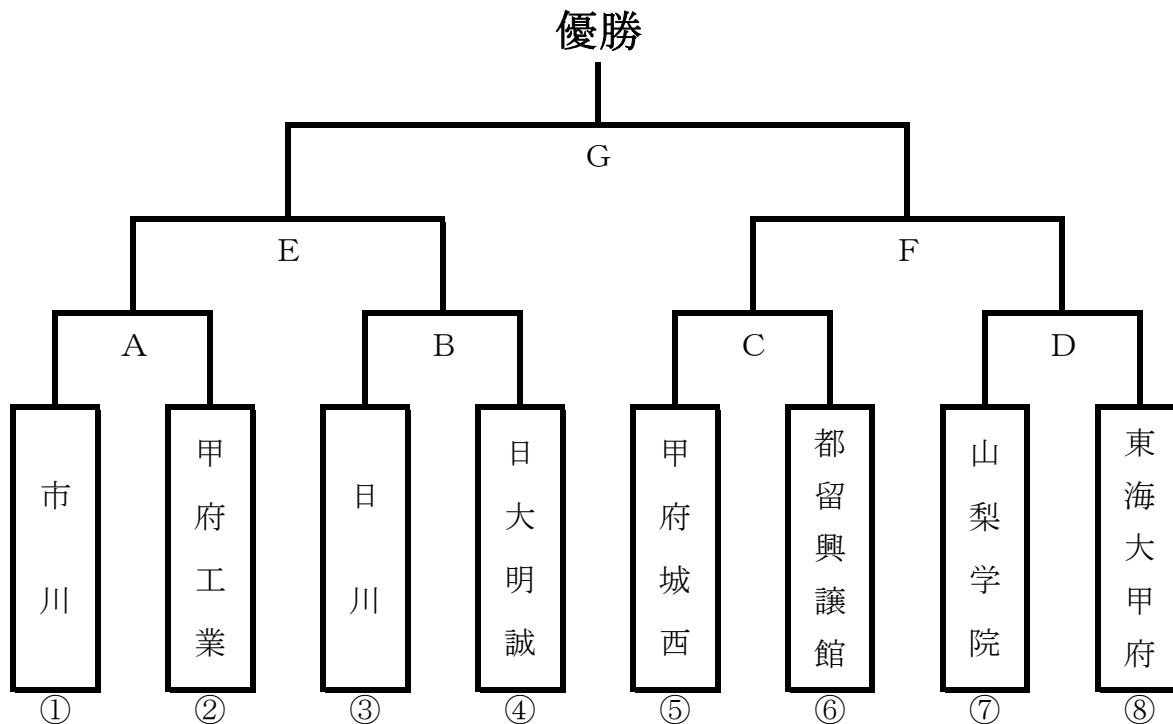 優勝
G
E
F
A
B
C
D
市川
甲府工業
日川
日大明誠
甲府城西
都留興譲館
山梨学院
東海大甲府
①
②
③
④
⑤
⑥
⑦
⑧